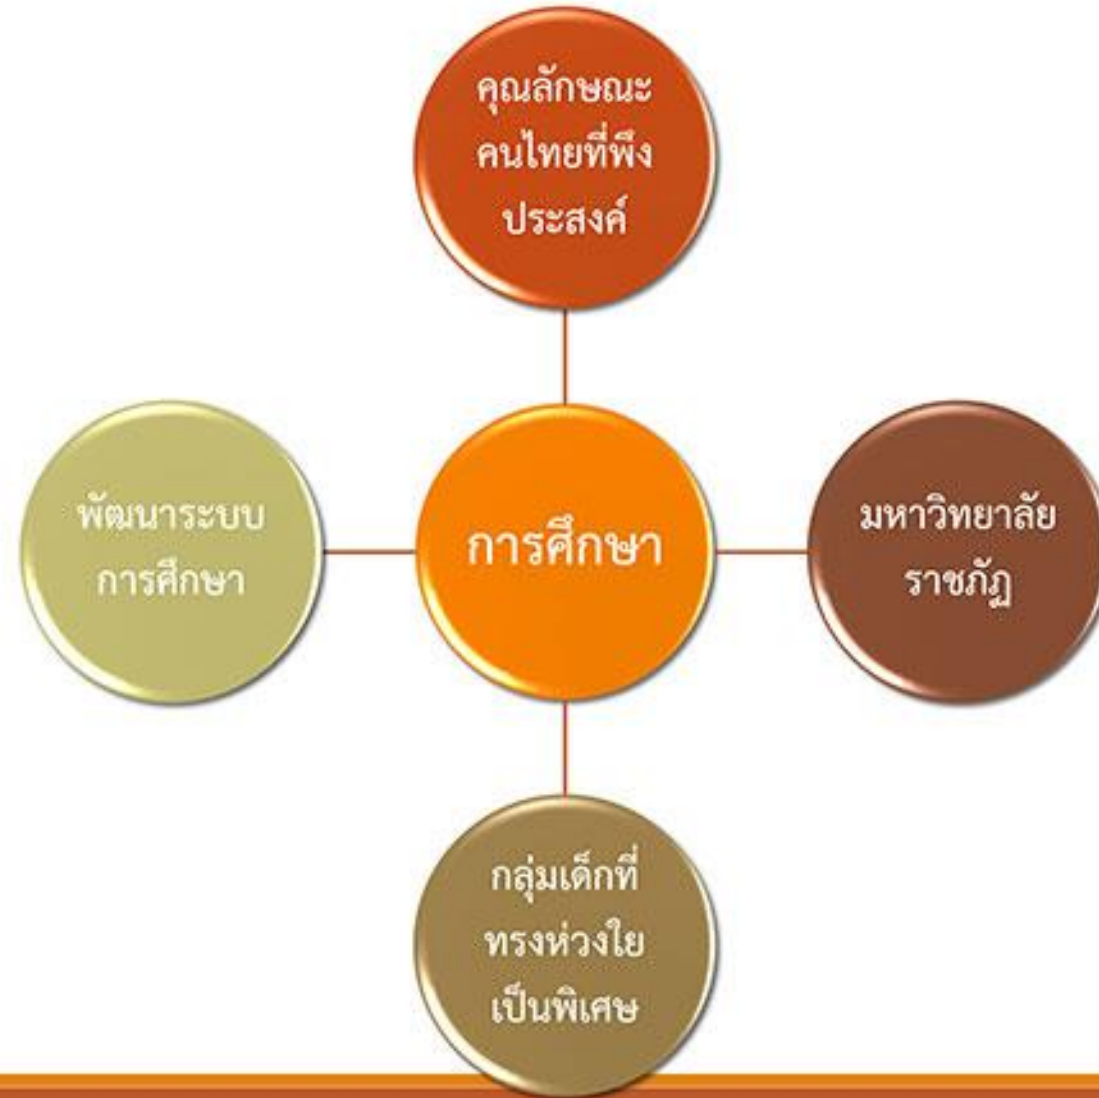 คุณลักษณะ
คนไทยที่พึง
ประสงค์
พัฒนาระบบ
การศึกษา
การศึกษา
มหาวิทยาลัย
ราชภัฏ
กลุ่มเด็กที่
ทรงห่วงใย
เป็นพิเศษ